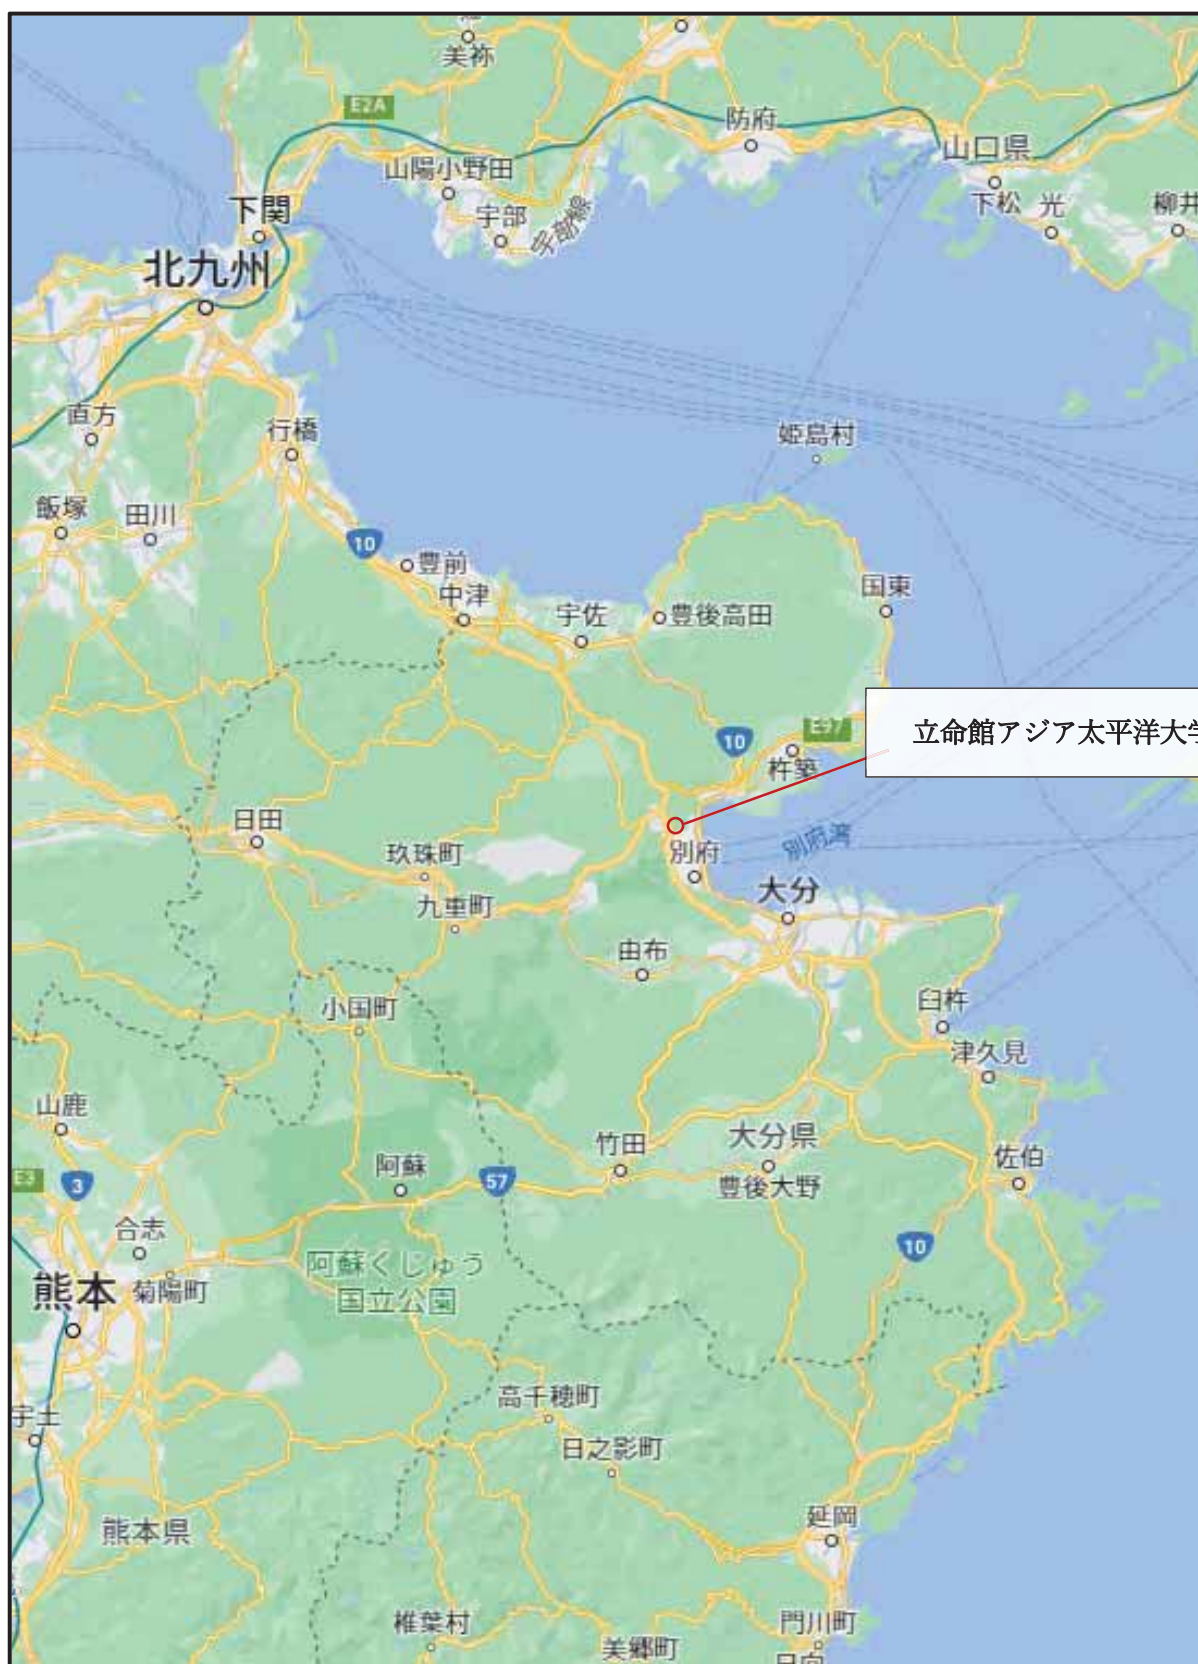 美祢
E2A
防府
山口県
山陽小野田
下関
宇部
宇部線
下松
光
柳井
北九州
直方
行橋
姫島村
飯塚
田川
10
豊前
中津
宇佐
豊後高田
国東
立命館アジア太平洋大学
E97
10
杵築
日田
玖珠町
別府
別府湾
九重町
大分
由布
小国町
臼杵
津久見
山鹿
竹田
大分県
佐伯
阿蘇
57
豊後大野
E3
3
合志
10
阿蘇くじゅう
国立公園
熊本
菊陽町
高千穂町
宇土
日之影町
延岡
熊本県
椎葉村
門川町
美郷町
日向